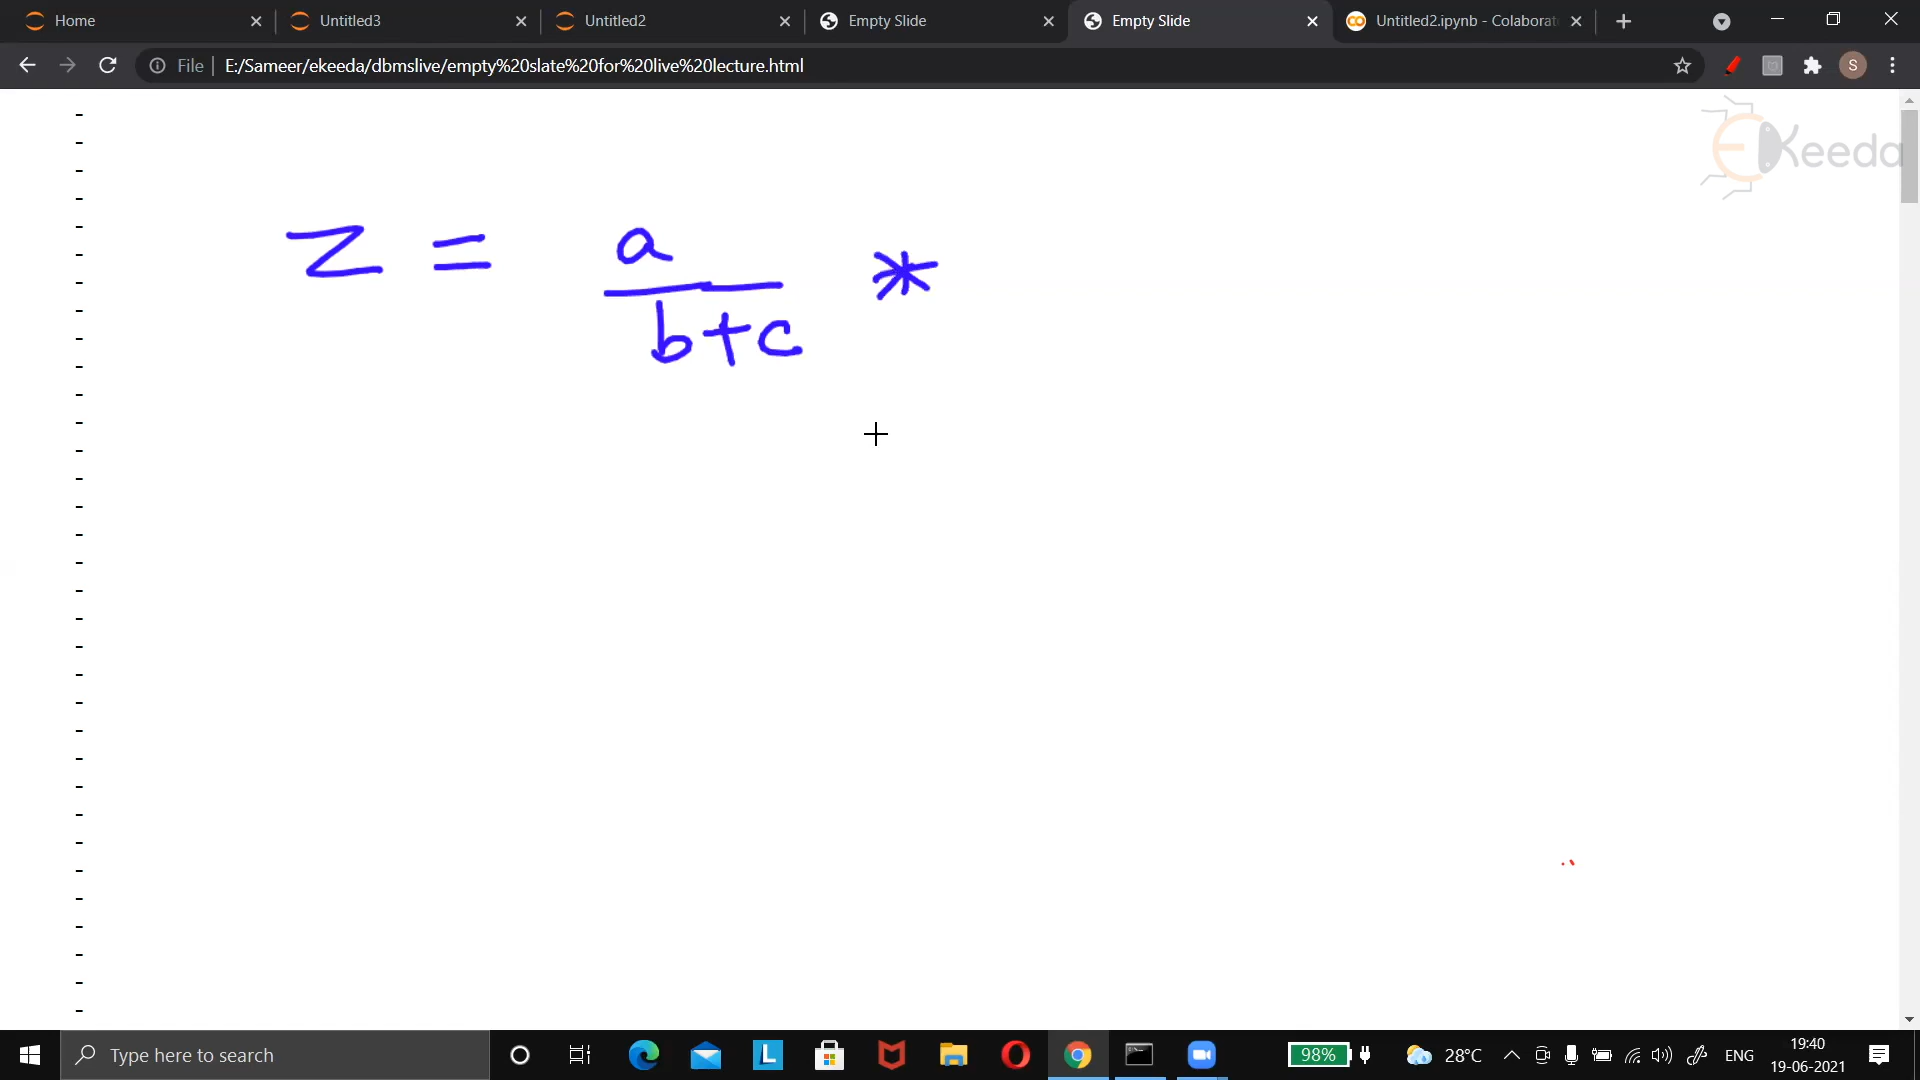 Home Untitled3 Untitled2 Empty Slide Empty Slide Untitled2.ipynb - Colaborat
File E:/Sameer/ekeeda/dbmslive/empty%20slate%20for%20live%20lecture.html S
EKeeda
Z = a / b+c *
Type here to search L 98% 28°C ENG 19:40
19-06-2021